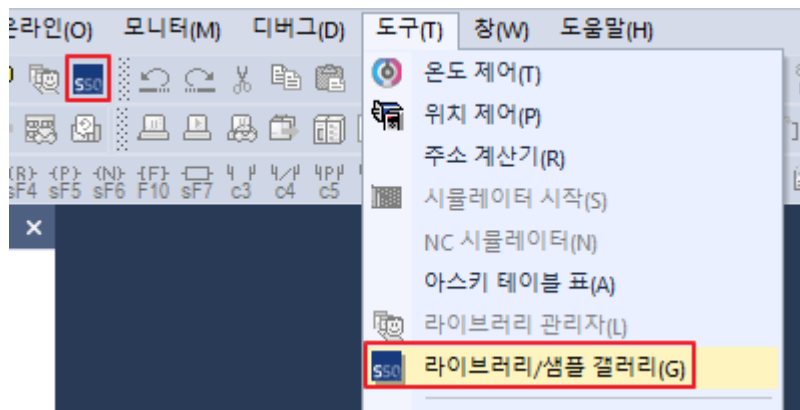 온라인(O) 모니터(M) 디버그(D) 도구(T) 창(W) 도움말(H)
SSQ
온도 제어(T)
위치 제어(P)
주소 계산기(R)
{R} {P} {N} {F}
sF4 sF5 sF6 F10 sF7 c3 c4 c5
시뮬레이터 시작(S)
NC 시뮬레이터(N)
아스키 테이블 표(A)
라이브러리 관리자(L)
SSQ 라이브러리/샘플 갤러리(G)